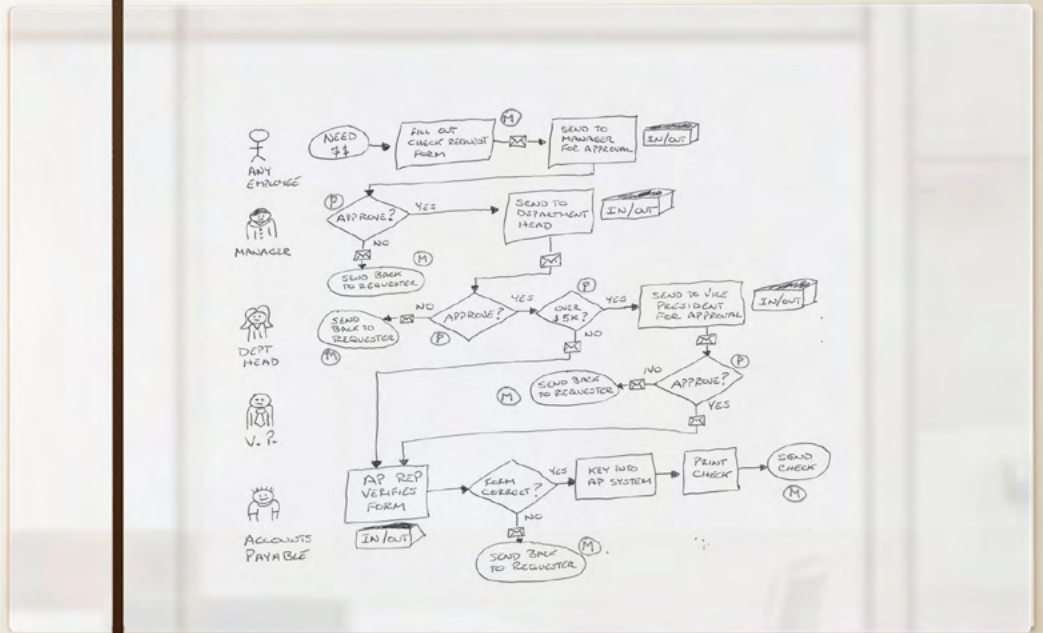 NEED
$$
FILL OUT
CHECK REQUEST
FORM
M
SEND TO
MANAGER
FOR APPROVAL
IN/OUT
ANY
EMPLOYEE
P
APPROVE?
YES
NO
SEND BACK
TO REQUESTER
M
SEND TO
DEPARTMENT
HEAD
IN/OUT
MANAGER
P
APPROVE?
YES
NO
SEND
BACK TO
REQUESTER
M
P
OVER
$5K?
YES
NO
SEND TO VICE
PRESIDENT
FOR APPROVAL
IN/OUT
DEPT
HEAD
P
APPROVE?
NO
YES
SEND BACK
TO REQUESTER
M
V.P.
AP REP
VERIFIES
FORM
IN/OUT
FORM
CORRECT?
YES
NO
KEY INTO
AP SYSTEM
PRINT
CHECK
SEND
CHECK
M
SEND BACK
TO REQUESTER
M
ACCOUNTS
PAYABLE